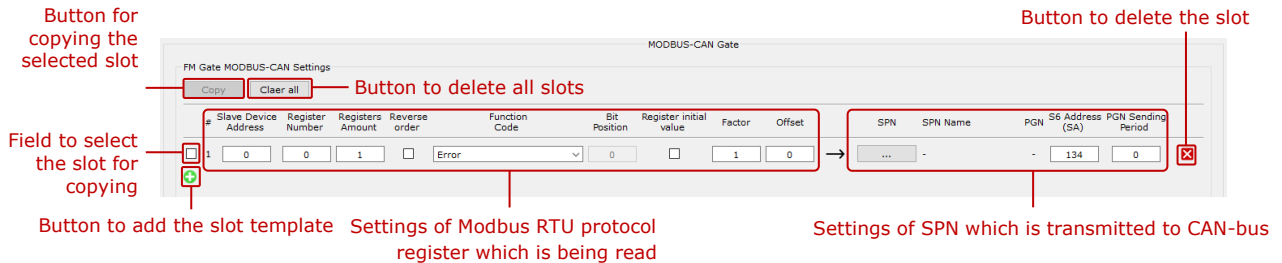 Button for
copying the
selected slot
Button to delete the slot
MODBUS-CAN Gate
FM Gate MODBUS-CAN Settings
Copy Claer all Button to delete all slots
# Slave Device Address Register Number Registers Amount Reverse order Function Code Bit Position Register initial value Factor Offset → SPN SPN Name PGN S6 Address (SA) PGN Sending Period
Field to select
the slot for
copying
1 0 0 1 Error 0 1 0 ... - - 134 0
Button to add the slot template
Settings of Modbus RTU protocol
register which is being read
Settings of SPN which is transmitted to CAN-bus